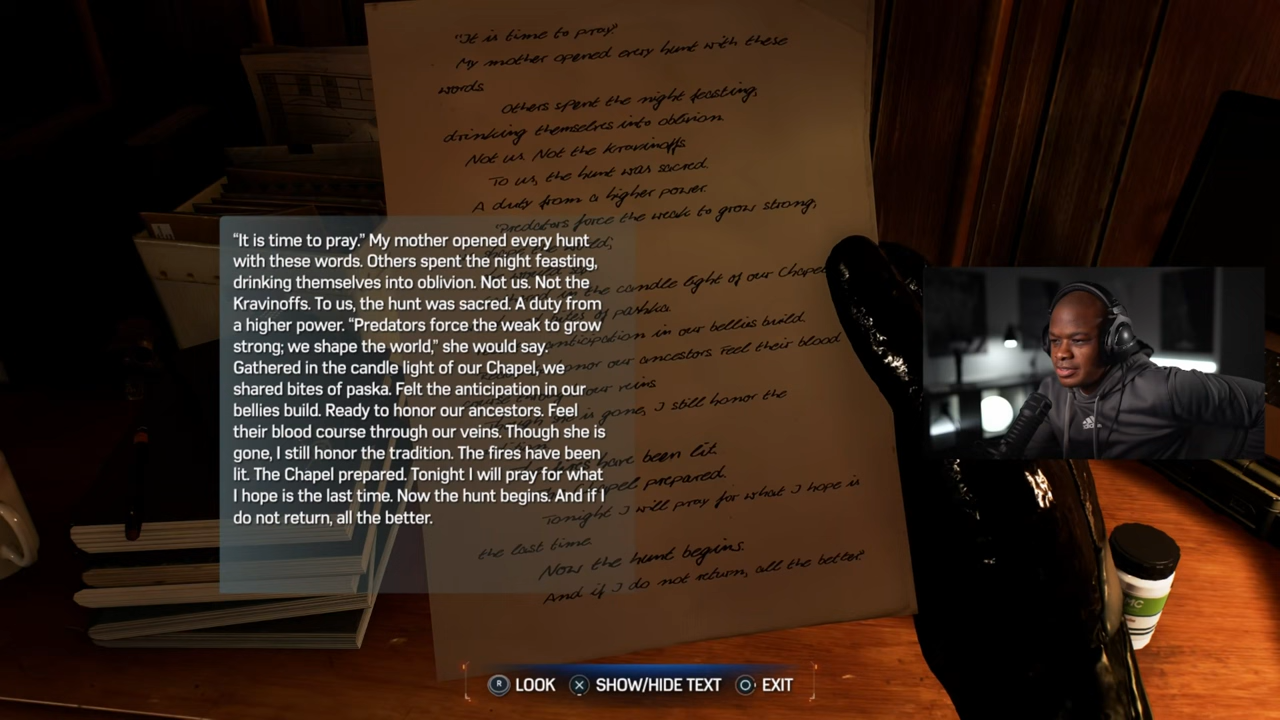 "It is time to pray."
My mother opened every hunt with these
words.
Others spent the night feasting,
drinking themselves into oblivion.
Not us. Not the Kravinoffs.
To us, the hunt was sacred.
A duty from a higher power.
"Predators force the weak to grow strong;
the candle light of our Chapel
bites of pashka.
anticipation in our bellies build.
honor our ancestors. Feel their blood
our veins
is gone, I still honor the
have been lit.
prepared.
Tonight I will pray for what I hope is
the last time.
Now the hunt begins.
And if I do not return, all the better."
“It is time to pray.” My mother opened every hunt
with these words. Others spent the night feasting,
drinking themselves into oblivion. Not us. Not the
Kravinoffs. To us, the hunt was sacred. A duty from
a higher power. “Predators force the weak to grow
strong; we shape the world,” she would say.
Gathered in the candle light of our Chapel, we
shared bites of paska. Felt the anticipation in our
bellies build. Ready to honor our ancestors. Feel
their blood course through our veins. Though she is
gone, I still honor the tradition. The fires have been
lit. The Chapel prepared. Tonight I will pray for what
I hope is the last time. Now the hunt begins. And if I
do not return, all the better.
R LOOK SHOW/HIDE TEXT EXIT